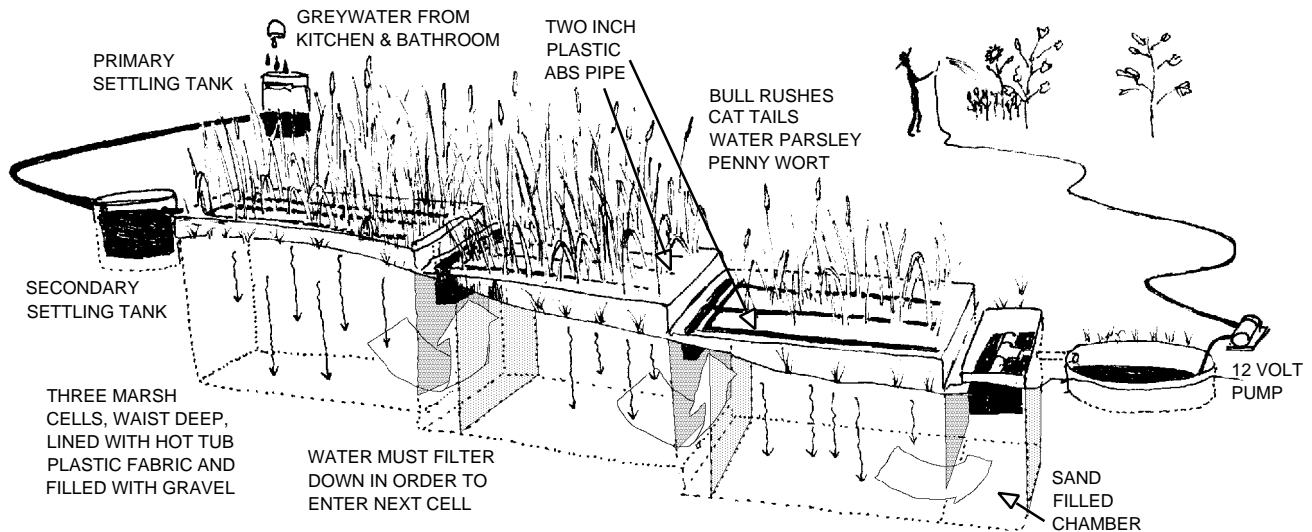 GREYWATER FROM
KITCHEN & BATHROOM
PRIMARY
SETTLING TANK
TWO INCH
PLASTIC
ABS PIPE
BULL RUSHES
CAT TAILS
WATER PARSLEY
PENNY WORT
SECONDARY
SETTLING TANK
THREE MARSH
CELLS, WAIST DEEP,
LINED WITH HOT TUB
PLASTIC FABRIC AND
FILLED WITH GRAVEL
WATER MUST FILTER
DOWN IN ORDER TO
ENTER NEXT CELL
12 VOLT
PUMP
SAND
FILLED
CHAMBER